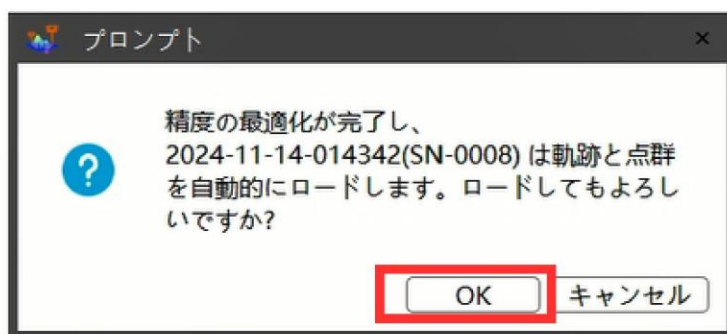 プロンプト
精度の最適化が完了し、
2024-11-14-014342(SN-0008) は軌跡と点群
を自動的にロードします。ロードしてもよろし
いですか?
OK
キャンセル